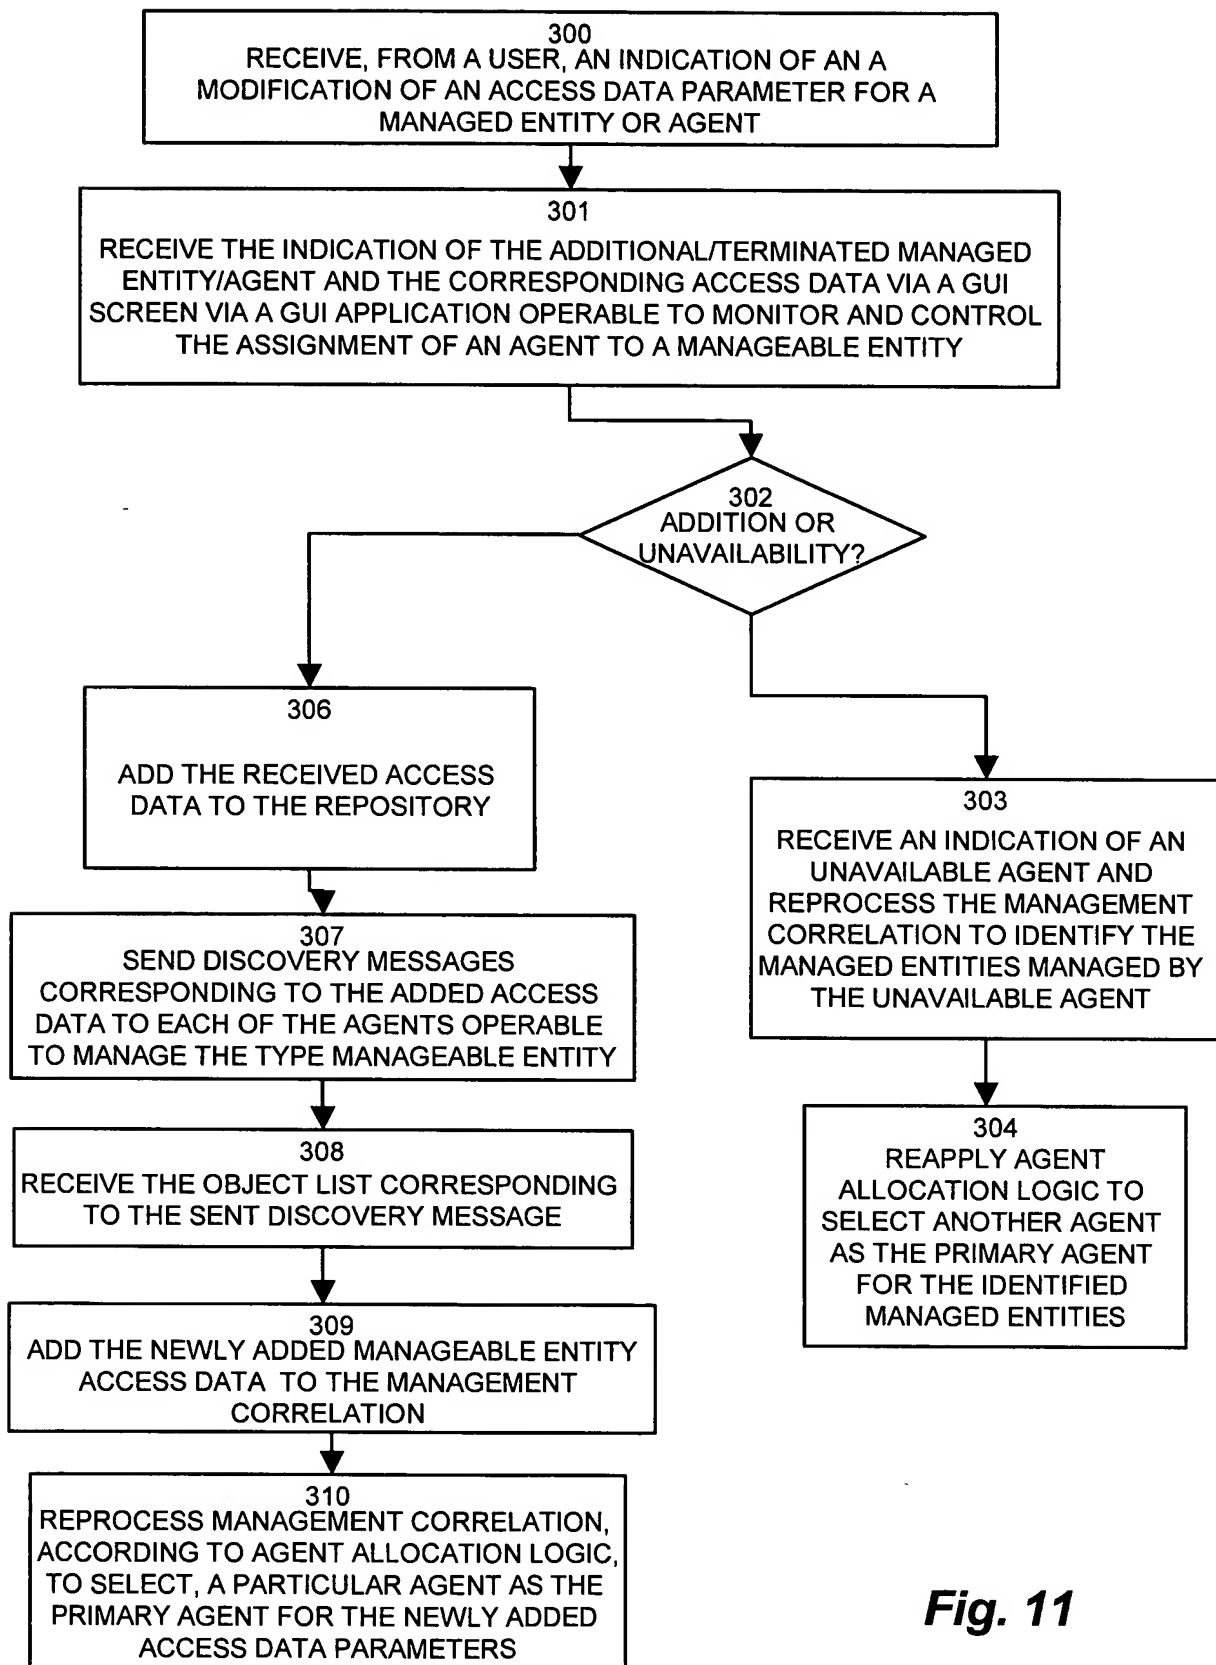 300
RECEIVE, FROM A USER, AN INDICATION OF AN A
MODIFICATION OF AN ACCESS DATA PARAMETER FOR A
MANAGED ENTITY OR AGENT
301
RECEIVE THE INDICATION OF THE ADDITIONAL/TERMINATED MANAGED
ENTITY/AGENT AND THE CORRESPONDING ACCESS DATA VIA A GUI
SCREEN VIA A GUI APPLICATION OPERABLE TO MONITOR AND CONTROL
THE ASSIGNMENT OF AN AGENT TO A MANAGEABLE ENTITY
302
ADDITION OR
UNAVAILABILITY?
306
ADD THE RECEIVED ACCESS
DATA TO THE REPOSITORY
307
SEND DISCOVERY MESSAGES
CORRESPONDING TO THE ADDED ACCESS
DATA TO EACH OF THE AGENTS OPERABLE
TO MANAGE THE TYPE MANAGEABLE ENTITY
308
RECEIVE THE OBJECT LIST CORRESPONDING
TO THE SENT DISCOVERY MESSAGE
309
ADD THE NEWLY ADDED MANAGEABLE ENTITY
ACCESS DATA TO THE MANAGEMENT
CORRELATION
310
REPROCESS MANAGEMENT CORRELATION,
ACCORDING TO AGENT ALLOCATION LOGIC,
TO SELECT, A PARTICULAR AGENT AS THE
PRIMARY AGENT FOR THE NEWLY ADDED
ACCESS DATA PARAMETERS
303
RECEIVE AN INDICATION OF AN
UNAVAILABLE AGENT AND
REPROCESS THE MANAGEMENT
CORRELATION TO IDENTIFY THE
MANAGED ENTITIES MANAGED BY
THE UNAVAILABLE AGENT
304
REAPPLY AGENT
ALLOCATION LOGIC TO
SELECT ANOTHER AGENT
AS THE PRIMARY AGENT
FOR THE IDENTIFIED
MANAGED ENTITIES
Fig. 11